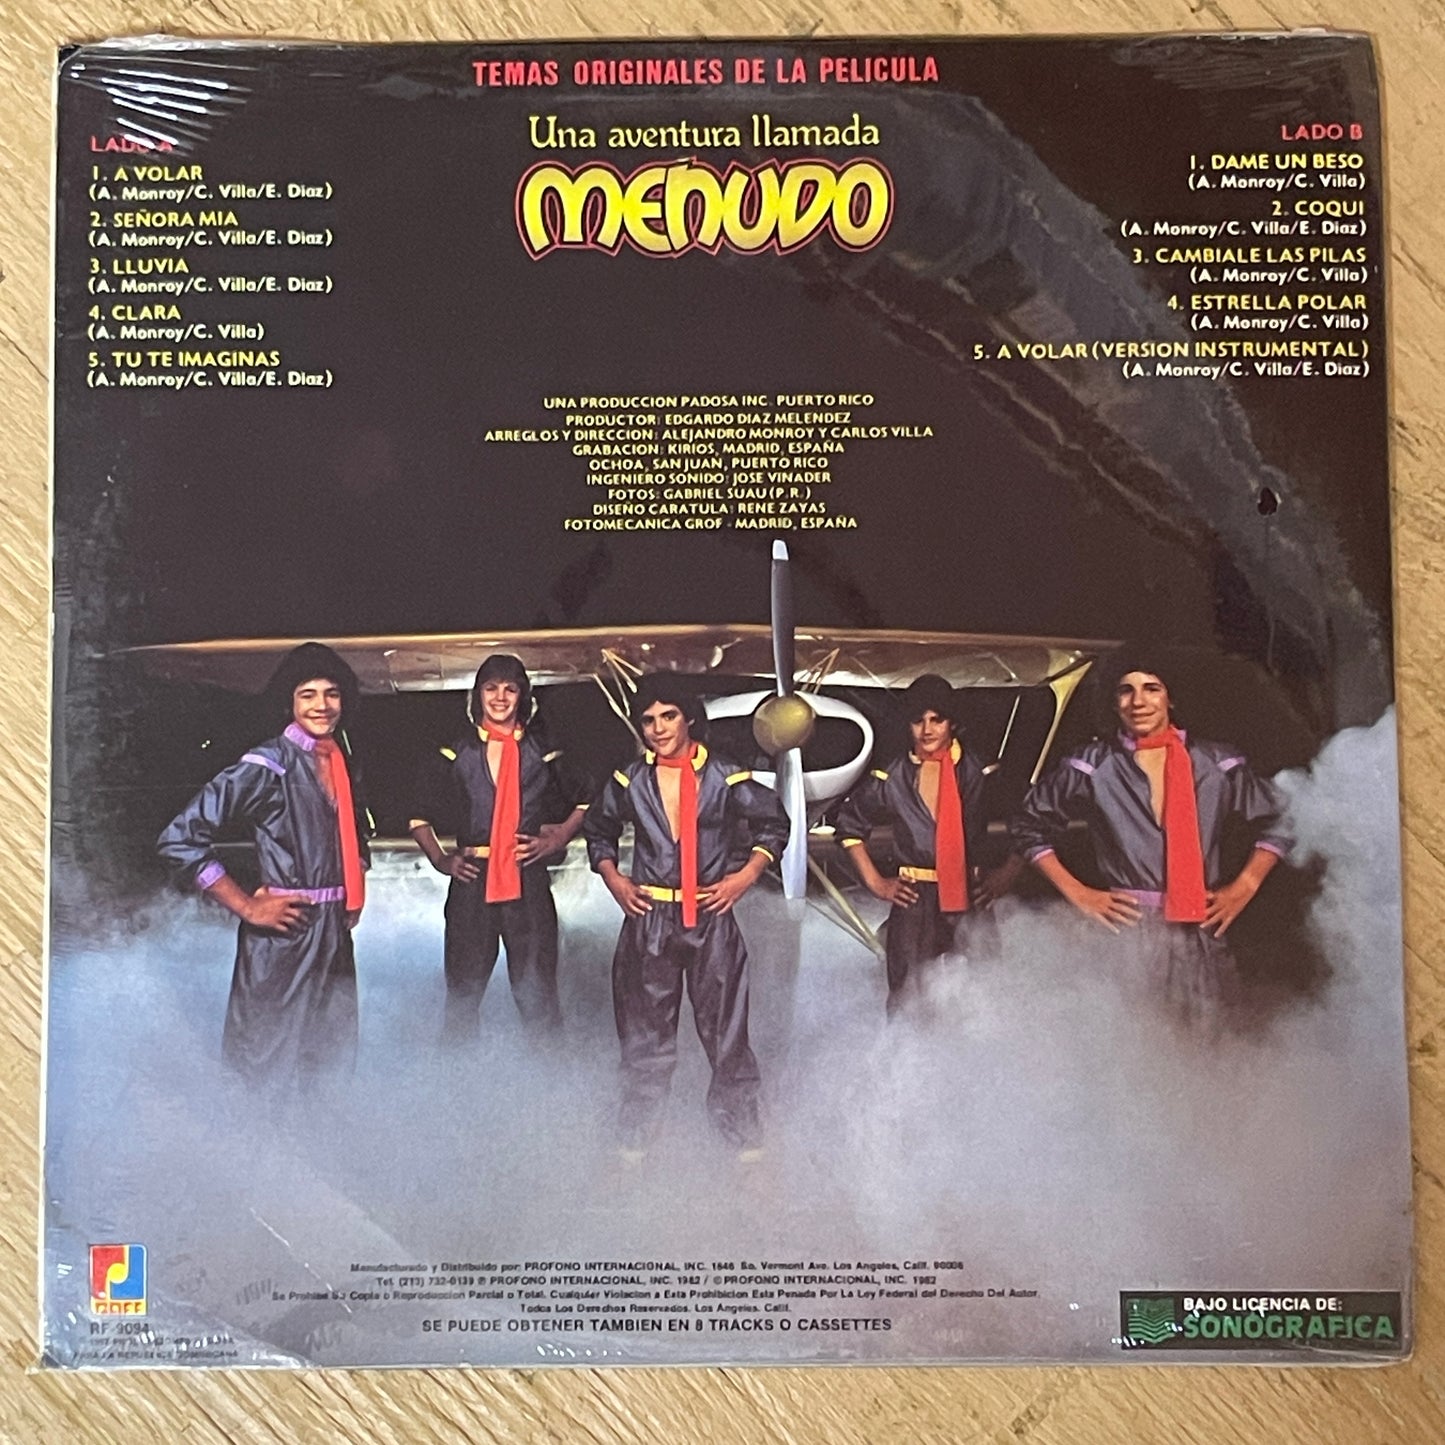 TEMAS ORIGINALES DE LA PELICULA
Una aventura llamada
MENUDO
LADO A
1. A VOLAR
(A. Monroy/C. Villa/E. Diaz)
2. SEÑORA MIA
(A. Monroy/C. Villa/E. Diaz)
3. LLUVIA
(A. Monroy/C. Villa/E. Diaz)
4. CLARA
(A. Monroy/C. Villa)
5. TU TE IMAGINAS
(A. Monroy/C. Villa/E. Diaz)
LADO B
1. DAME UN BESO
(A. Monroy/C. Villa)
2. COQUI
(A. Monroy/C. Villa/E. Diaz)
3. CAMBIALE LAS PILAS
(A. Monroy/C. Villa)
4. ESTRELLA POLAR
(A. Monroy/C. Villa)
5. A VOLAR (VERSION INSTRUMENTAL)
(A. Monroy/C. Villa/E. Diaz)
UNA PRODUCCION PADOSA INC. PUERTO RICO
PRODUCTOR: EDGARDO DIAZ MELENDEZ
ARREGLOS Y DIRECCION: ALEJANDRO MONROY Y CARLOS VILLA
GRABACION: KIRIOS, MADRID, ESPAÑA
OCHOA, SAN JUAN, PUERTO RICO
INGENIERO SONIDO: JOSE VINADER
FOTOS: GABRIEL SUAU (P.R.)
DISEÑO CARATULA: RENE ZAYAS
FOTOMECANICA GROF - MADRID, ESPAÑA
Manufacturado y Distribuido por: PROFONO INTERNACIONAL, INC. 1646 So. Vermont Ave. Los Angeles, Calif. 90006
Tel. (213) 732-0139 ℗ PROFONO INTERNACIONAL, INC. 1982 / © PROFONO INTERNACIONAL, INC. 1982
Se Prohibe Su Copia o Reproduccion Parcial o Total. Cualquier Violacion a Esta Prohibicion Esta Penada Por La Ley Federal del Derecho Del Autor.
Todos Los Derechos Reservados. Los Angeles, Calif.
SE PUEDE OBTENER TAMBIEN EN 8 TRACKS O CASSETTES
RF-9094
BAJO LICENCIA DE:
SONOGRAFICA